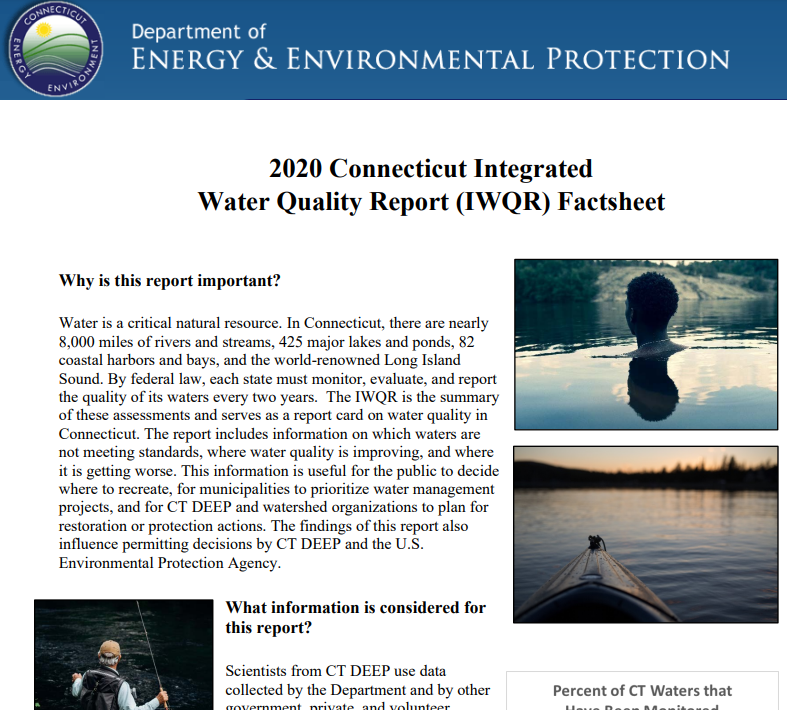 CONNECTICUT
ENERGY
ENVIRONMENT
Department of
ENERGY & ENVIRONMENTAL PROTECTION
2020 Connecticut Integrated
Water Quality Report (IWQR) Factsheet
Why is this report important?
Water is a critical natural resource. In Connecticut, there are nearly
8,000 miles of rivers and streams, 425 major lakes and ponds, 82
coastal harbors and bays, and the world-renowned Long Island
Sound. By federal law, each state must monitor, evaluate, and report
the quality of its waters every two years.  The IWQR is the summary
of these assessments and serves as a report card on water quality in
Connecticut. The report includes information on which waters are
not meeting standards, where water quality is improving, and where
it is getting worse. This information is useful for the public to decide
where to recreate, for municipalities to prioritize water management
projects, and for CT DEEP and watershed organizations to plan for
restoration or protection actions. The findings of this report also
influence permitting decisions by CT DEEP and the U.S.
Environmental Protection Agency.
What information is considered for
this report?
Scientists from CT DEEP use data
collected by the Department and by other
government, private, and volunteer
Percent of CT Waters that
Have Been Monitored